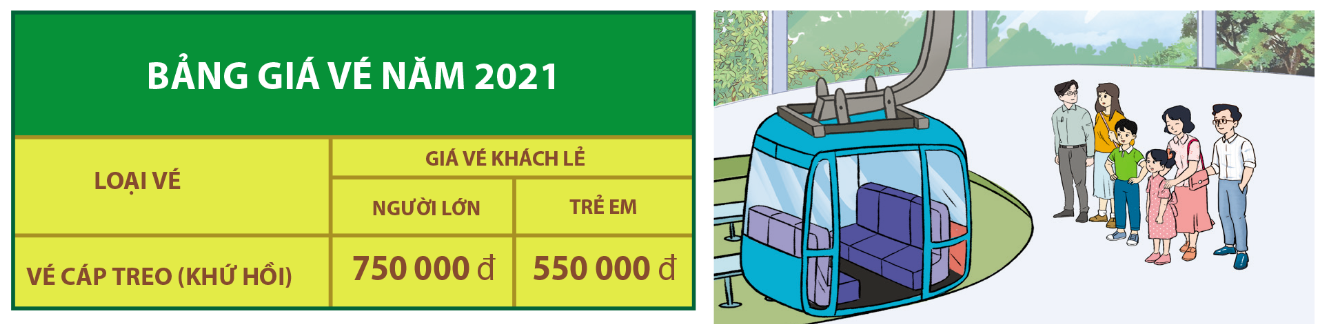 BẢNG GIÁ VÉ NĂM 2021
LOẠI VÉ
GIÁ VÉ KHÁCH LẺ
NGƯỜI LỚN
TRẺ EM
VÉ CÁP TREO (KHỨ HỒI)
750 000 đ
550 000 đ